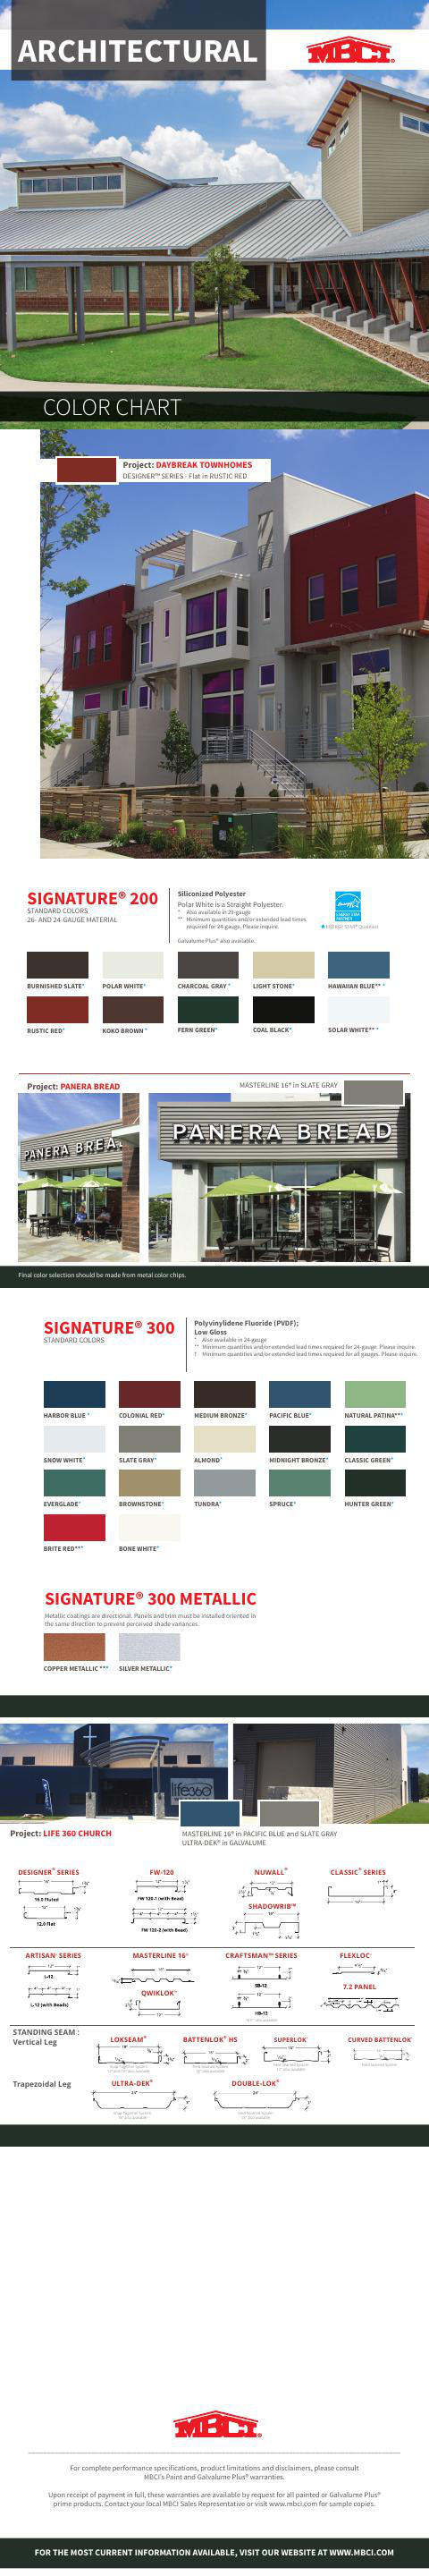 ARCHITECTURAL
MBCI®
COLOR CHART
Project: DAYBREAK TOWNHOMES
DESIGNER™ SERIES - Flat in RUSTIC RED
SIGNATURE® 200
STANDARD COLORS
26- AND 24-GAUGE MATERIAL
Siliconized Polyester
Polar White is a Straight Polyester.
* Also available in 29-gauge
** Minimum quantities and/or extended lead times
required for 24-gauge. Please inquire.
Galvalume Plus® also available.
ENERGY STAR® Qualified
BURNISHED SLATE* POLAR WHITE* CHARCOAL GRAY * LIGHT STONE* HAWAIIAN BLUE** *
RUSTIC RED* KOKO BROWN * FERN GREEN* COAL BLACK* SOLAR WHITE** *
Project: PANERA BREAD
MASTERLINE 16® in SLATE GRAY
PANERA BREA
PANERA BREAD
Final color selection should be made from metal color chips.
SIGNATURE® 300
STANDARD COLORS
Polyvinylidene Fluoride (PVDF);
Low Gloss
* Also available in 24-gauge
** Minimum quantities and/or extended lead times required for 24-gauge. Please inquire.
† Minimum quantities and/or extended lead times required for all gauges. Please inquire.
HARBOR BLUE * COLONIAL RED* MEDIUM BRONZE* PACIFIC BLUE* NATURAL PATINA***
SNOW WHITE* SLATE GRAY* ALMOND* MIDNIGHT BRONZE* CLASSIC GREEN*
EVERGLADE* BROWNSTONE* TUNDRA* SPRUCE* HUNTER GREEN*
BRITE RED*** BONE WHITE*
SIGNATURE® 300 METALLIC
Metallic coatings are directional. Panels and trim must be installed oriented in
the same direction to prevent perceived shade variances.
COPPER METALLIC *** SILVER METALLIC*
life360
Project: LIFE 360 CHURCH
MASTERLINE 16® in PACIFIC BLUE and SLATE GRAY
ULTRA-DEK® in GALVALUME
DESIGNER® SERIES FW-120 NUWALL® CLASSIC® SERIES
16.0 Fluted
FW 120-1 (with Bead)
SHADOWRIB™
12.0 Flat
FW 120-2 (with Bead)
ARTISAN® SERIES MASTERLINE 16® CRAFTSMAN™ SERIES FLEXLOC®
L-12
SB-12
QWIKLOK™
7.2 PANEL
L-12 (with Beads)
HB-12
STANDING SEAM :
Vertical Leg
LOKSEAM® BATTENLOK® HS SUPERLOK® CURVED BATTENLOK®
Trapezoidal Leg
ULTRA-DEK® DOUBLE-LOK®
MBCI®
For complete performance specifications, product limitations and disclaimers, please consult
MBCI's Paint and Galvalume Plus® warranties.
Upon receipt of payment in full, these warranties are available by request for all painted or Galvalume Plus®
prime products. Contact your local MBCI Sales Representative or visit www.mbci.com for sample copies.
FOR THE MOST CURRENT INFORMATION AVAILABLE, VISIT OUR WEBSITE AT WWW.MBCI.COM